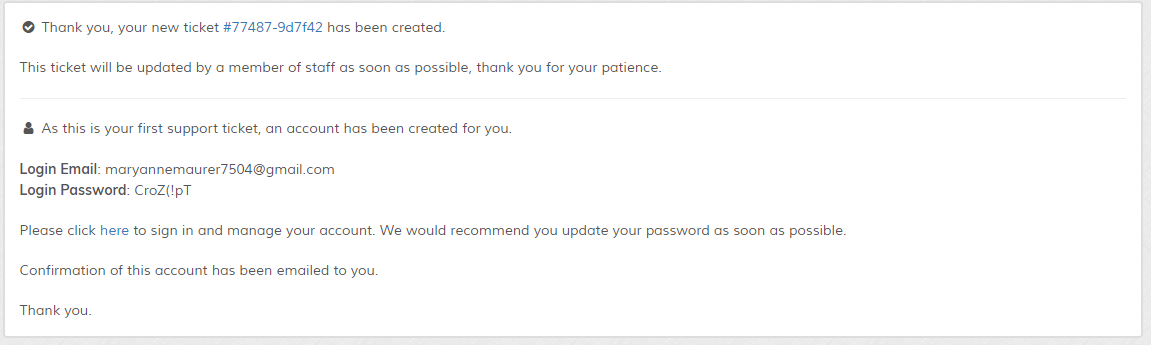 Thank you, your new ticket #77487-9d7f42 has been created.
This ticket will be updated by a member of staff as soon as possible, thank you for your patience.
As this is your first support ticket, an account has been created for you.
Login Email: maryannemaurer7504@gmail.com
Login Password: CroZ(!pT
Please click here to sign in and manage your account. We would recommend you update your password as soon as possible.
Confirmation of this account has been emailed to you.
Thank you.